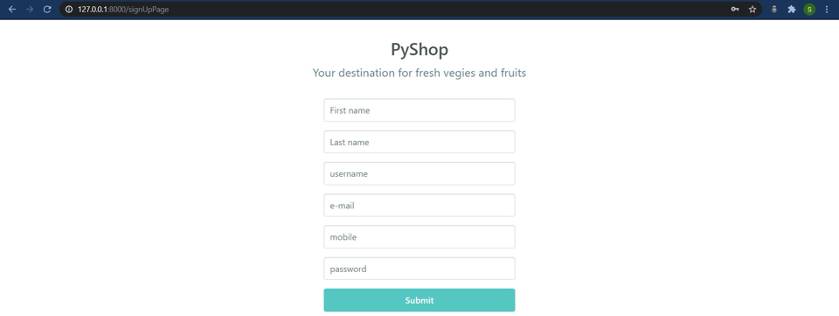 127.0.0.1:8000/signUpPage
S
PyShop
Your destination for fresh vegies and fruits
First name
Last name
username
e-mail
mobile
password
Submit